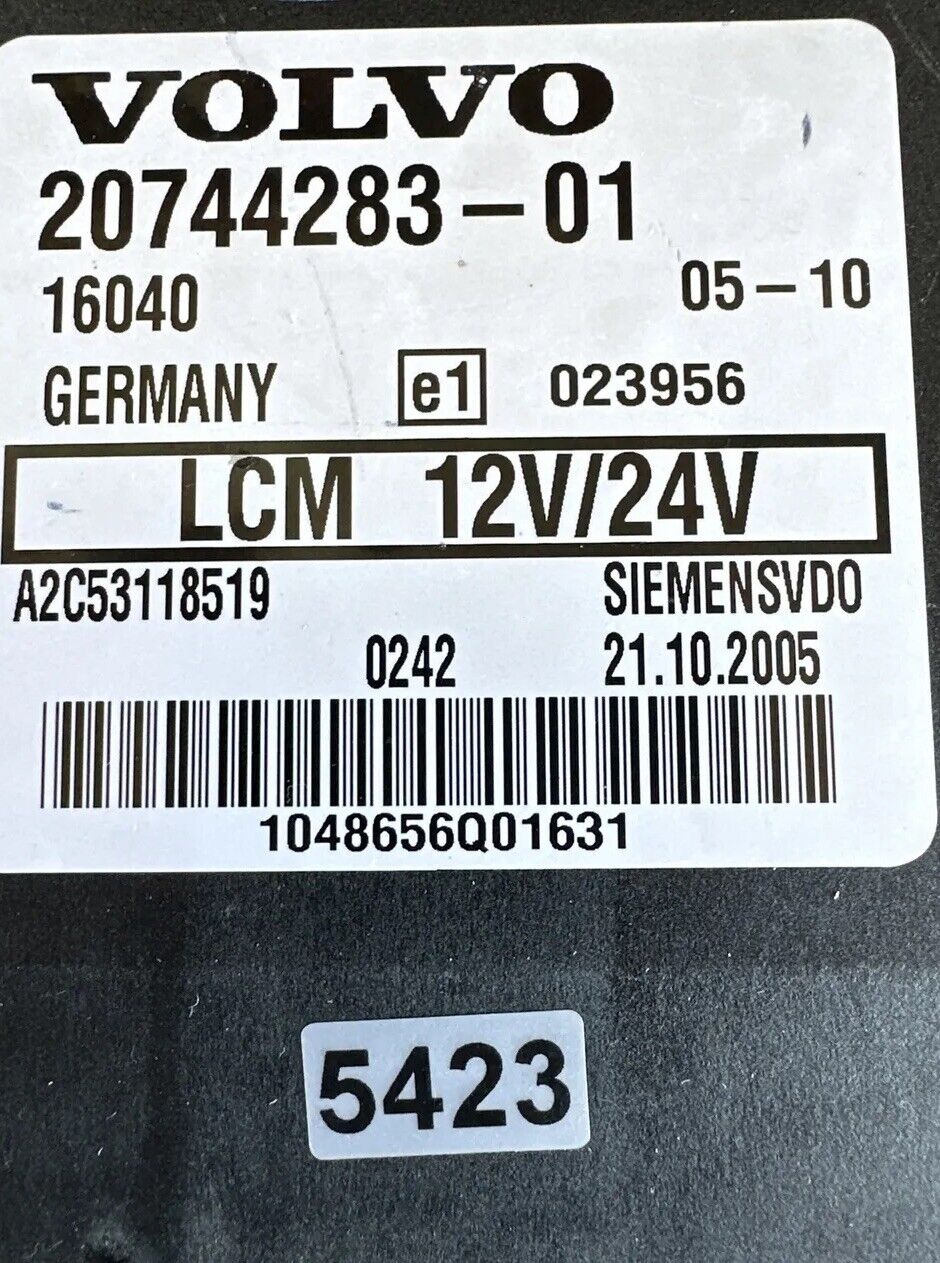 VOLVO
20744283-01
16040 05-10
GERMANY e1 023956
LCM 12V/24V
A2C53118519 SIEMENSVDO
0242 21.10.2005
1048656Q01631
5423